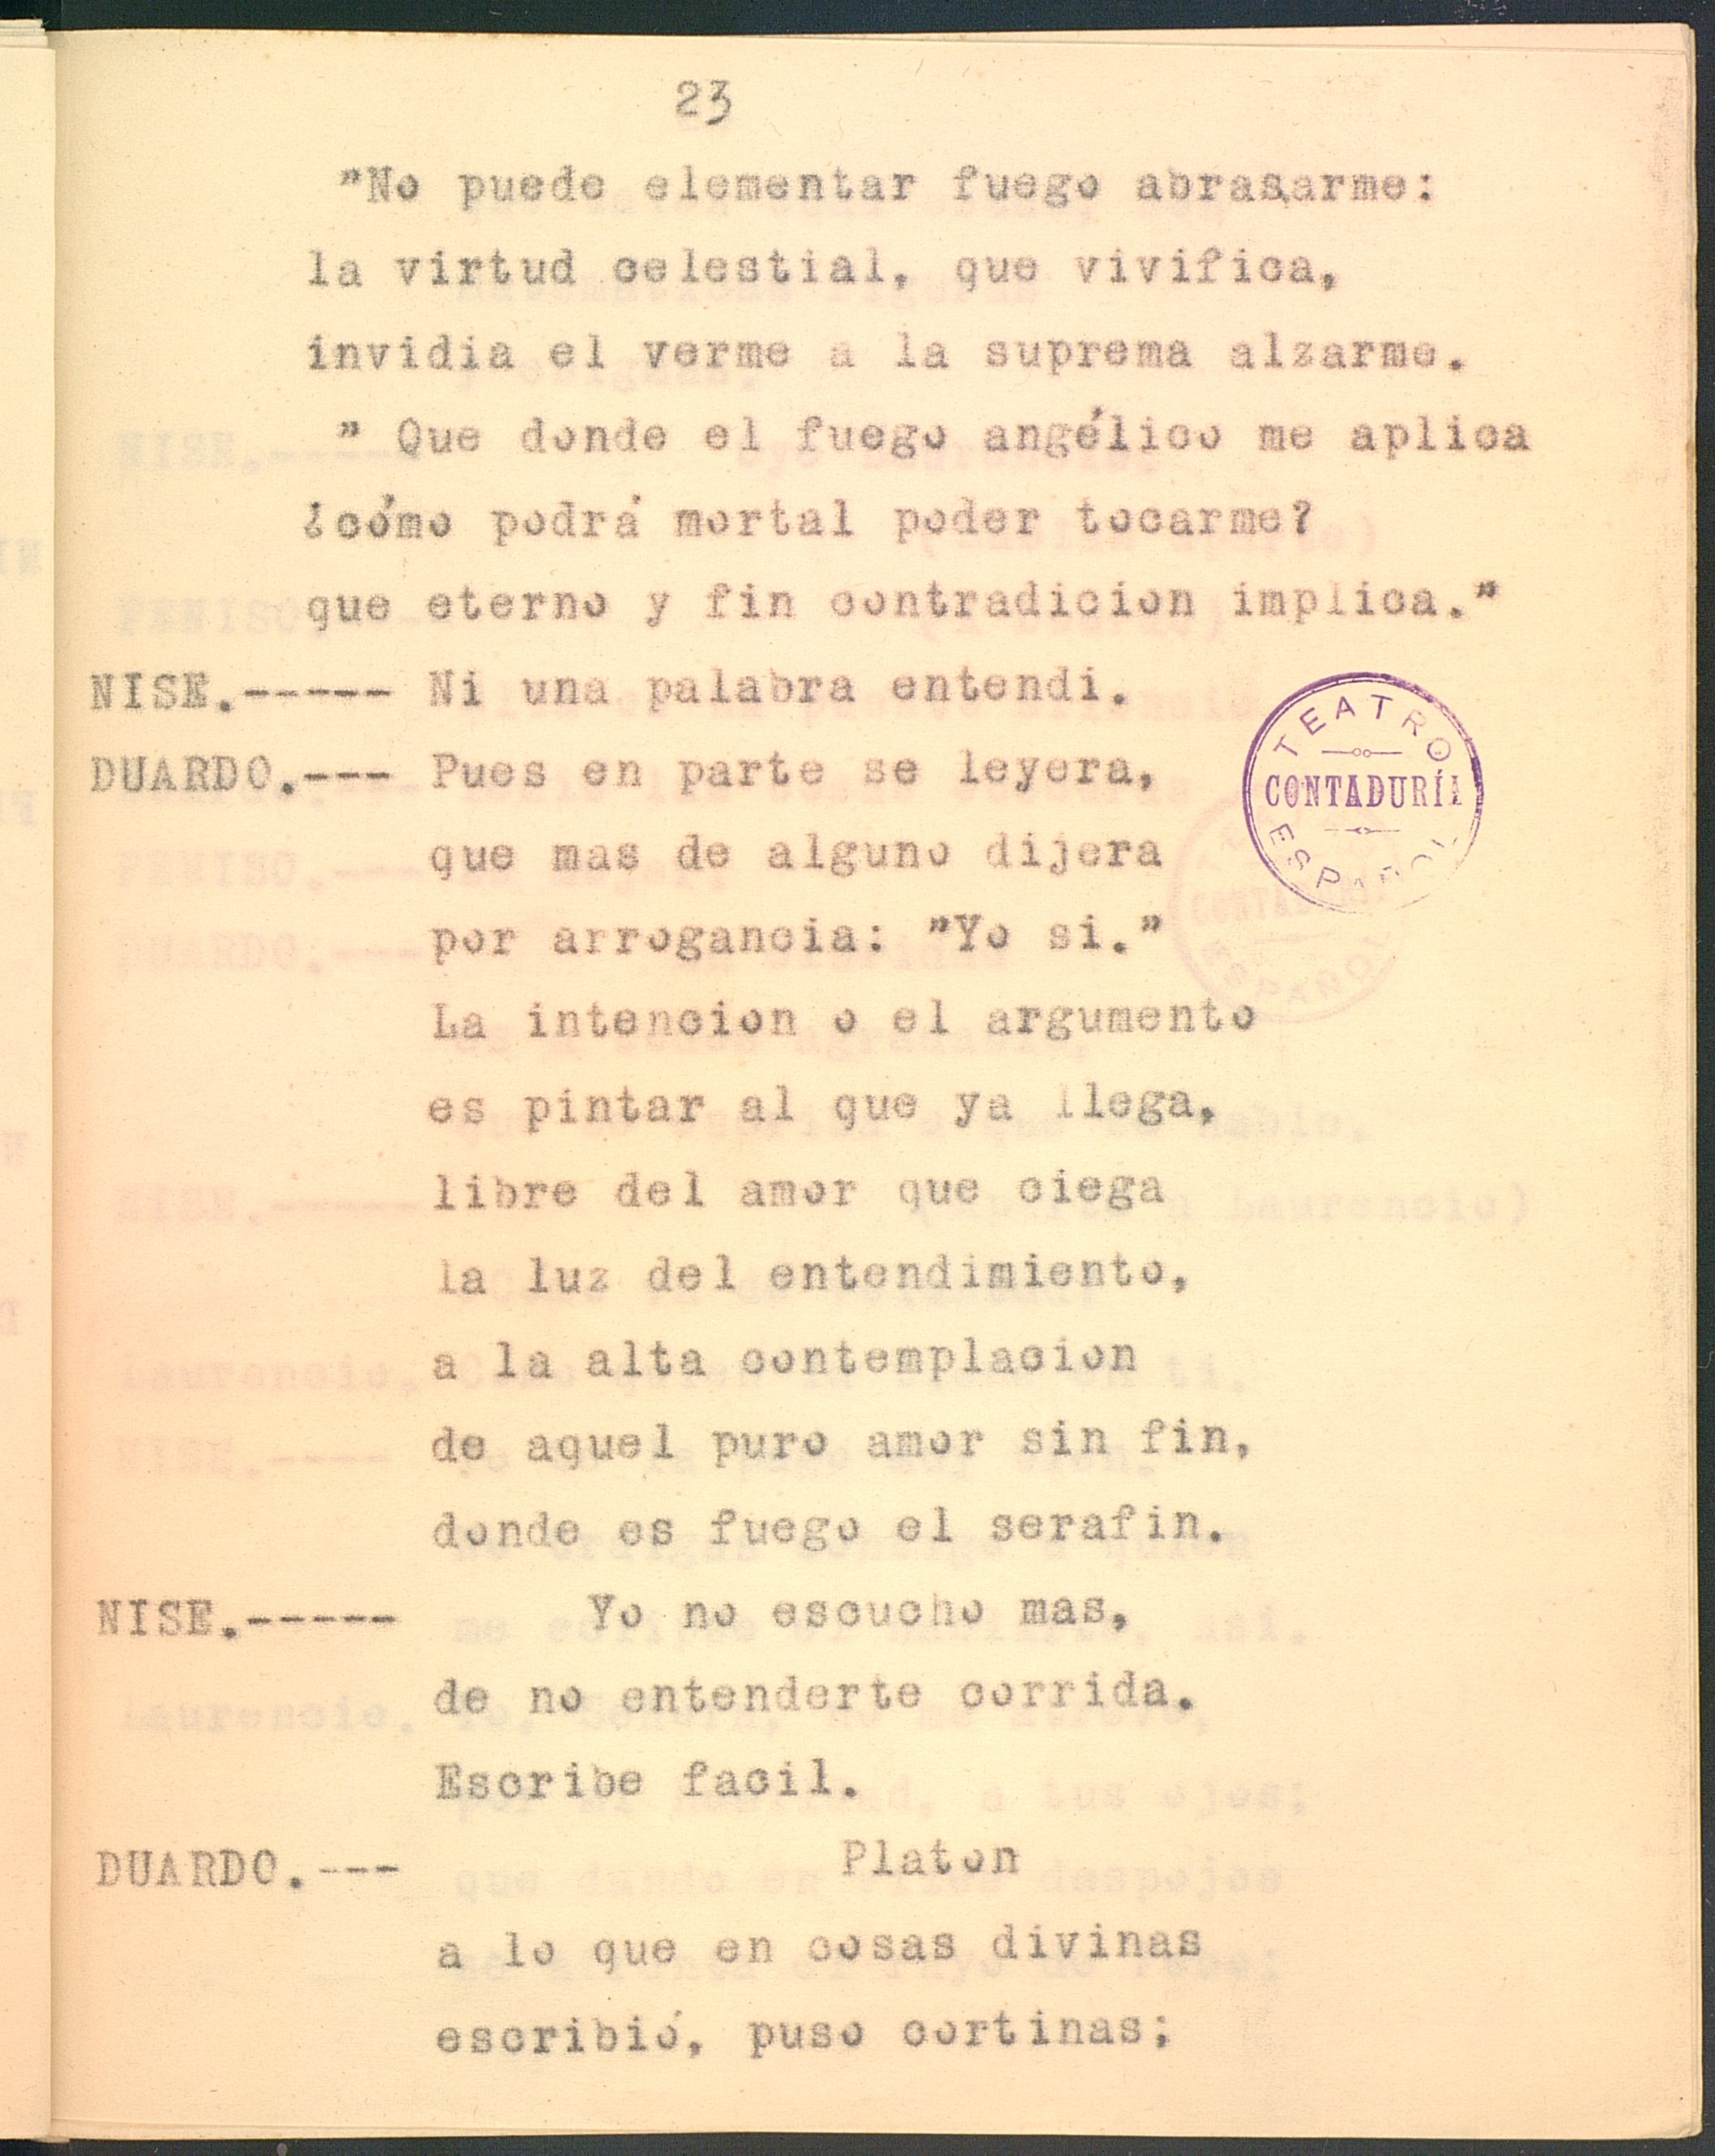 23
"No puede elementar fuego abrasarme:
la virtud celestial, que vivifica,
invidia el verme a la suprema alzarme.
" Que donde el fuego angélico me aplica
¿cómo podrá mortal poder tocarme?
que eterno y fin contradicion implica."
NISE.----- Ni una palabra entendi.
DUARDO.--- Pues en parte se leyera,
que mas de alguno dijera
por arrogancia: "Yo si."
La intencion o el argumento
es pintar al que ya llega,
libre del amor que ciega
la luz del entendimiento,
a la alta contemplacion
de aquel puro amor sin fin,
donde es fuego el serafin.
NISE.----- Yo no escucho mas,
de no entenderte corrida.
Escribe facil.
DUARDO.--- Platon
a lo que en cosas divinas
escribió, puso cortinas;
TEATRO
CONTADURÍA
ESPAÑOL